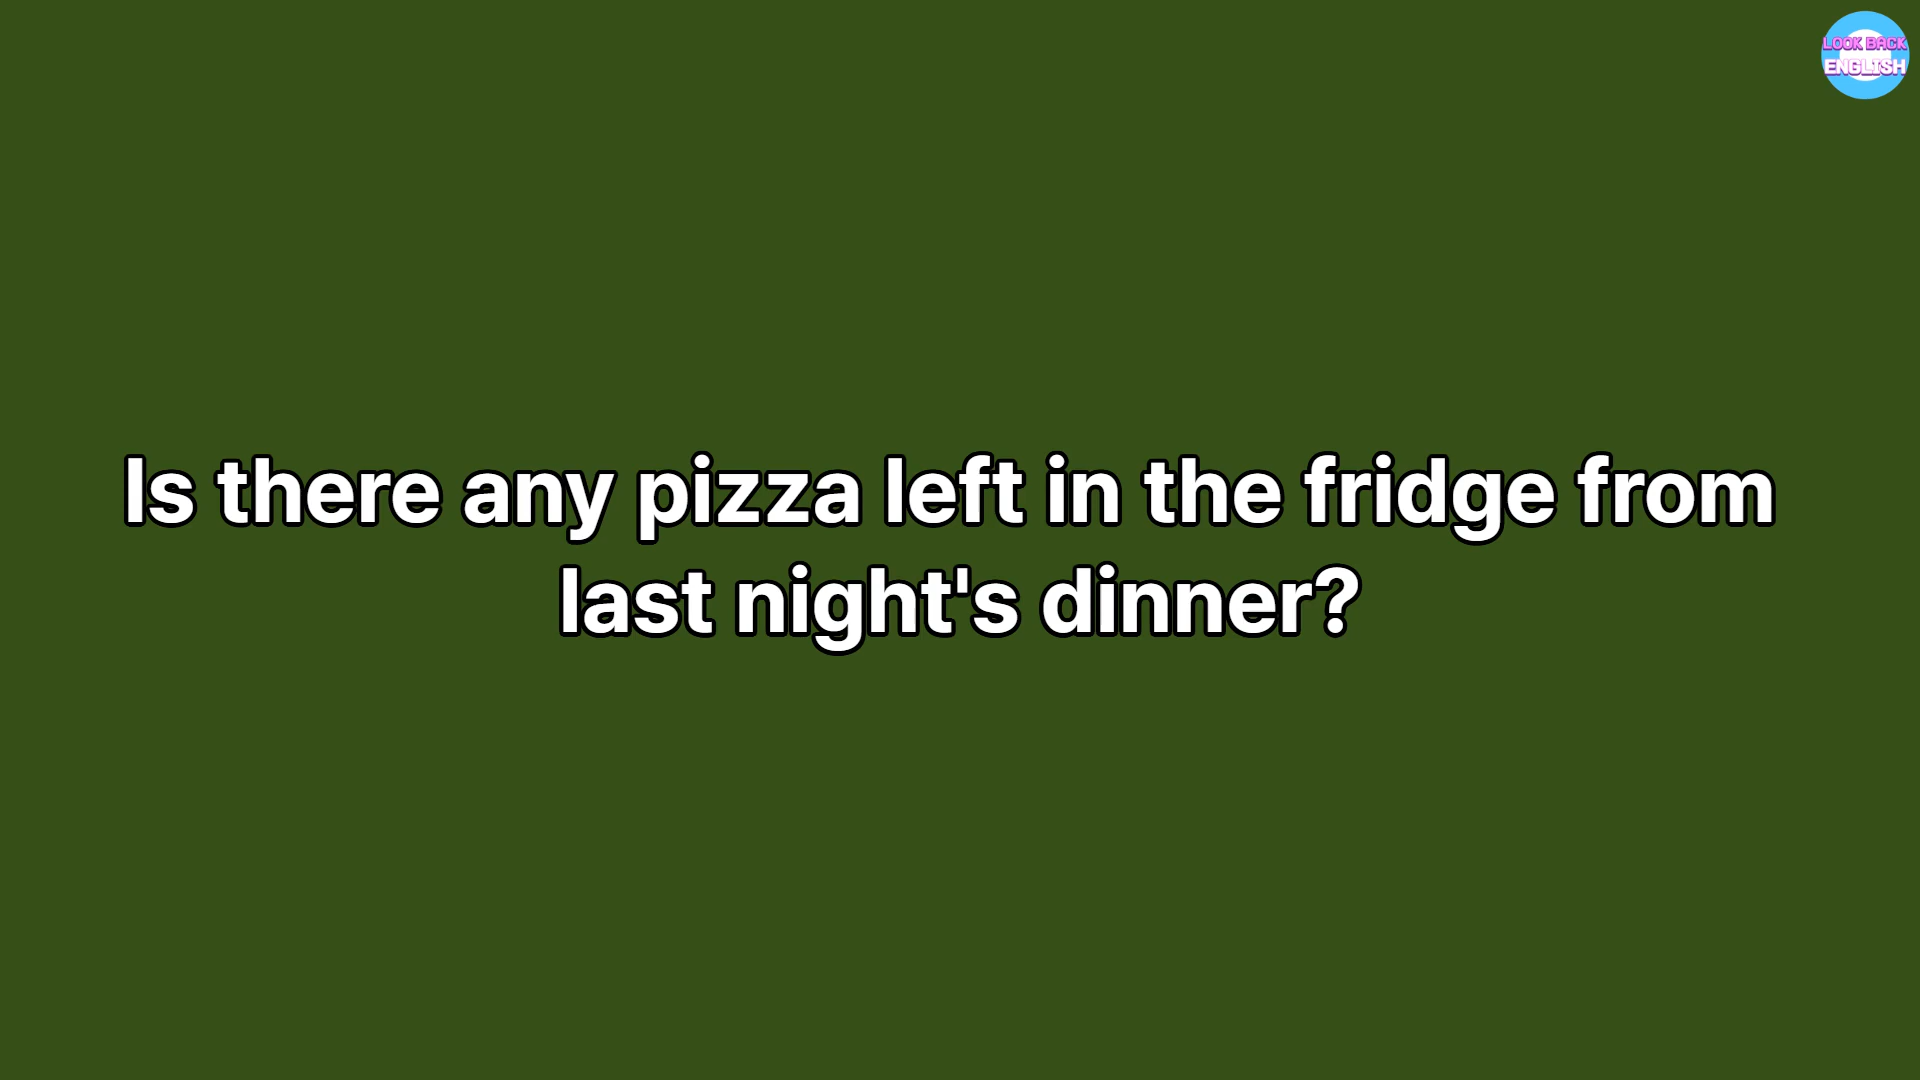 LOOK BACK
ENGLISH
Is there any pizza left in the fridge from
last night's dinner?